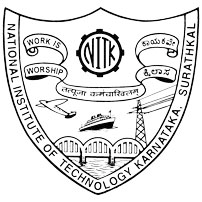 WORK IS
WORSHIP
NITK
ಕಾಯಕವೇ
ಕೈಲಾಸ
NATIONAL INSTITUTE OF TECHNOLOGY KARNATAKA, SURATHKAL